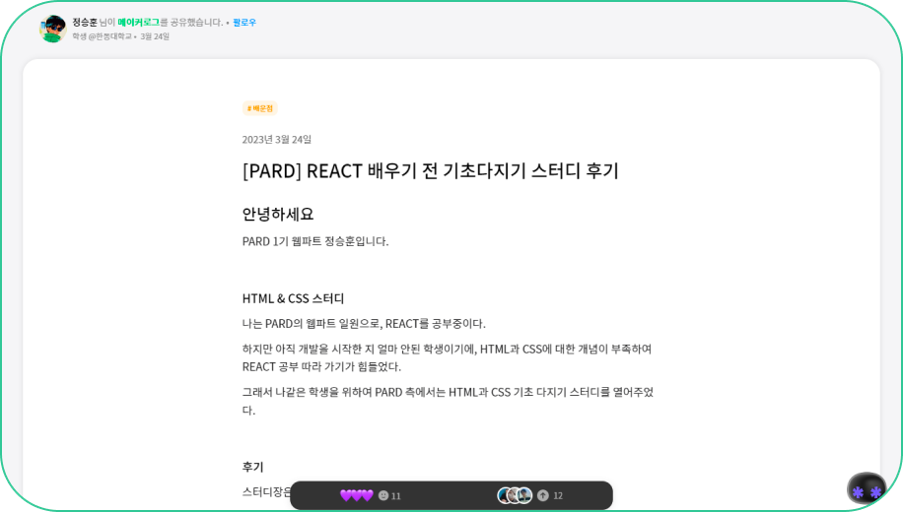 정승훈 님이 메이커로그를 공유했습니다. • 팔로우
학생 @한동대학교 • 3월 24일
# 배운점
2023년 3월 24일
[PARD] REACT 배우기 전 기초다지기 스터디 후기
안녕하세요
PARD 1기 웹파트 정승훈입니다.
HTML & CSS 스터디
나는 PARD의 웹파트 일원으로, REACT를 공부중이다.
하지만 아직 개발을 시작한 지 얼마 안된 학생이기에, HTML과 CSS에 대한 개념이 부족하여
REACT 공부 따라 가기가 힘들었다.
그래서 나같은 학생을 위하여 PARD 측에서는 HTML과 CSS 기초 다지기 스터디를 열어주었
다.
후기
스터디장은
11
12